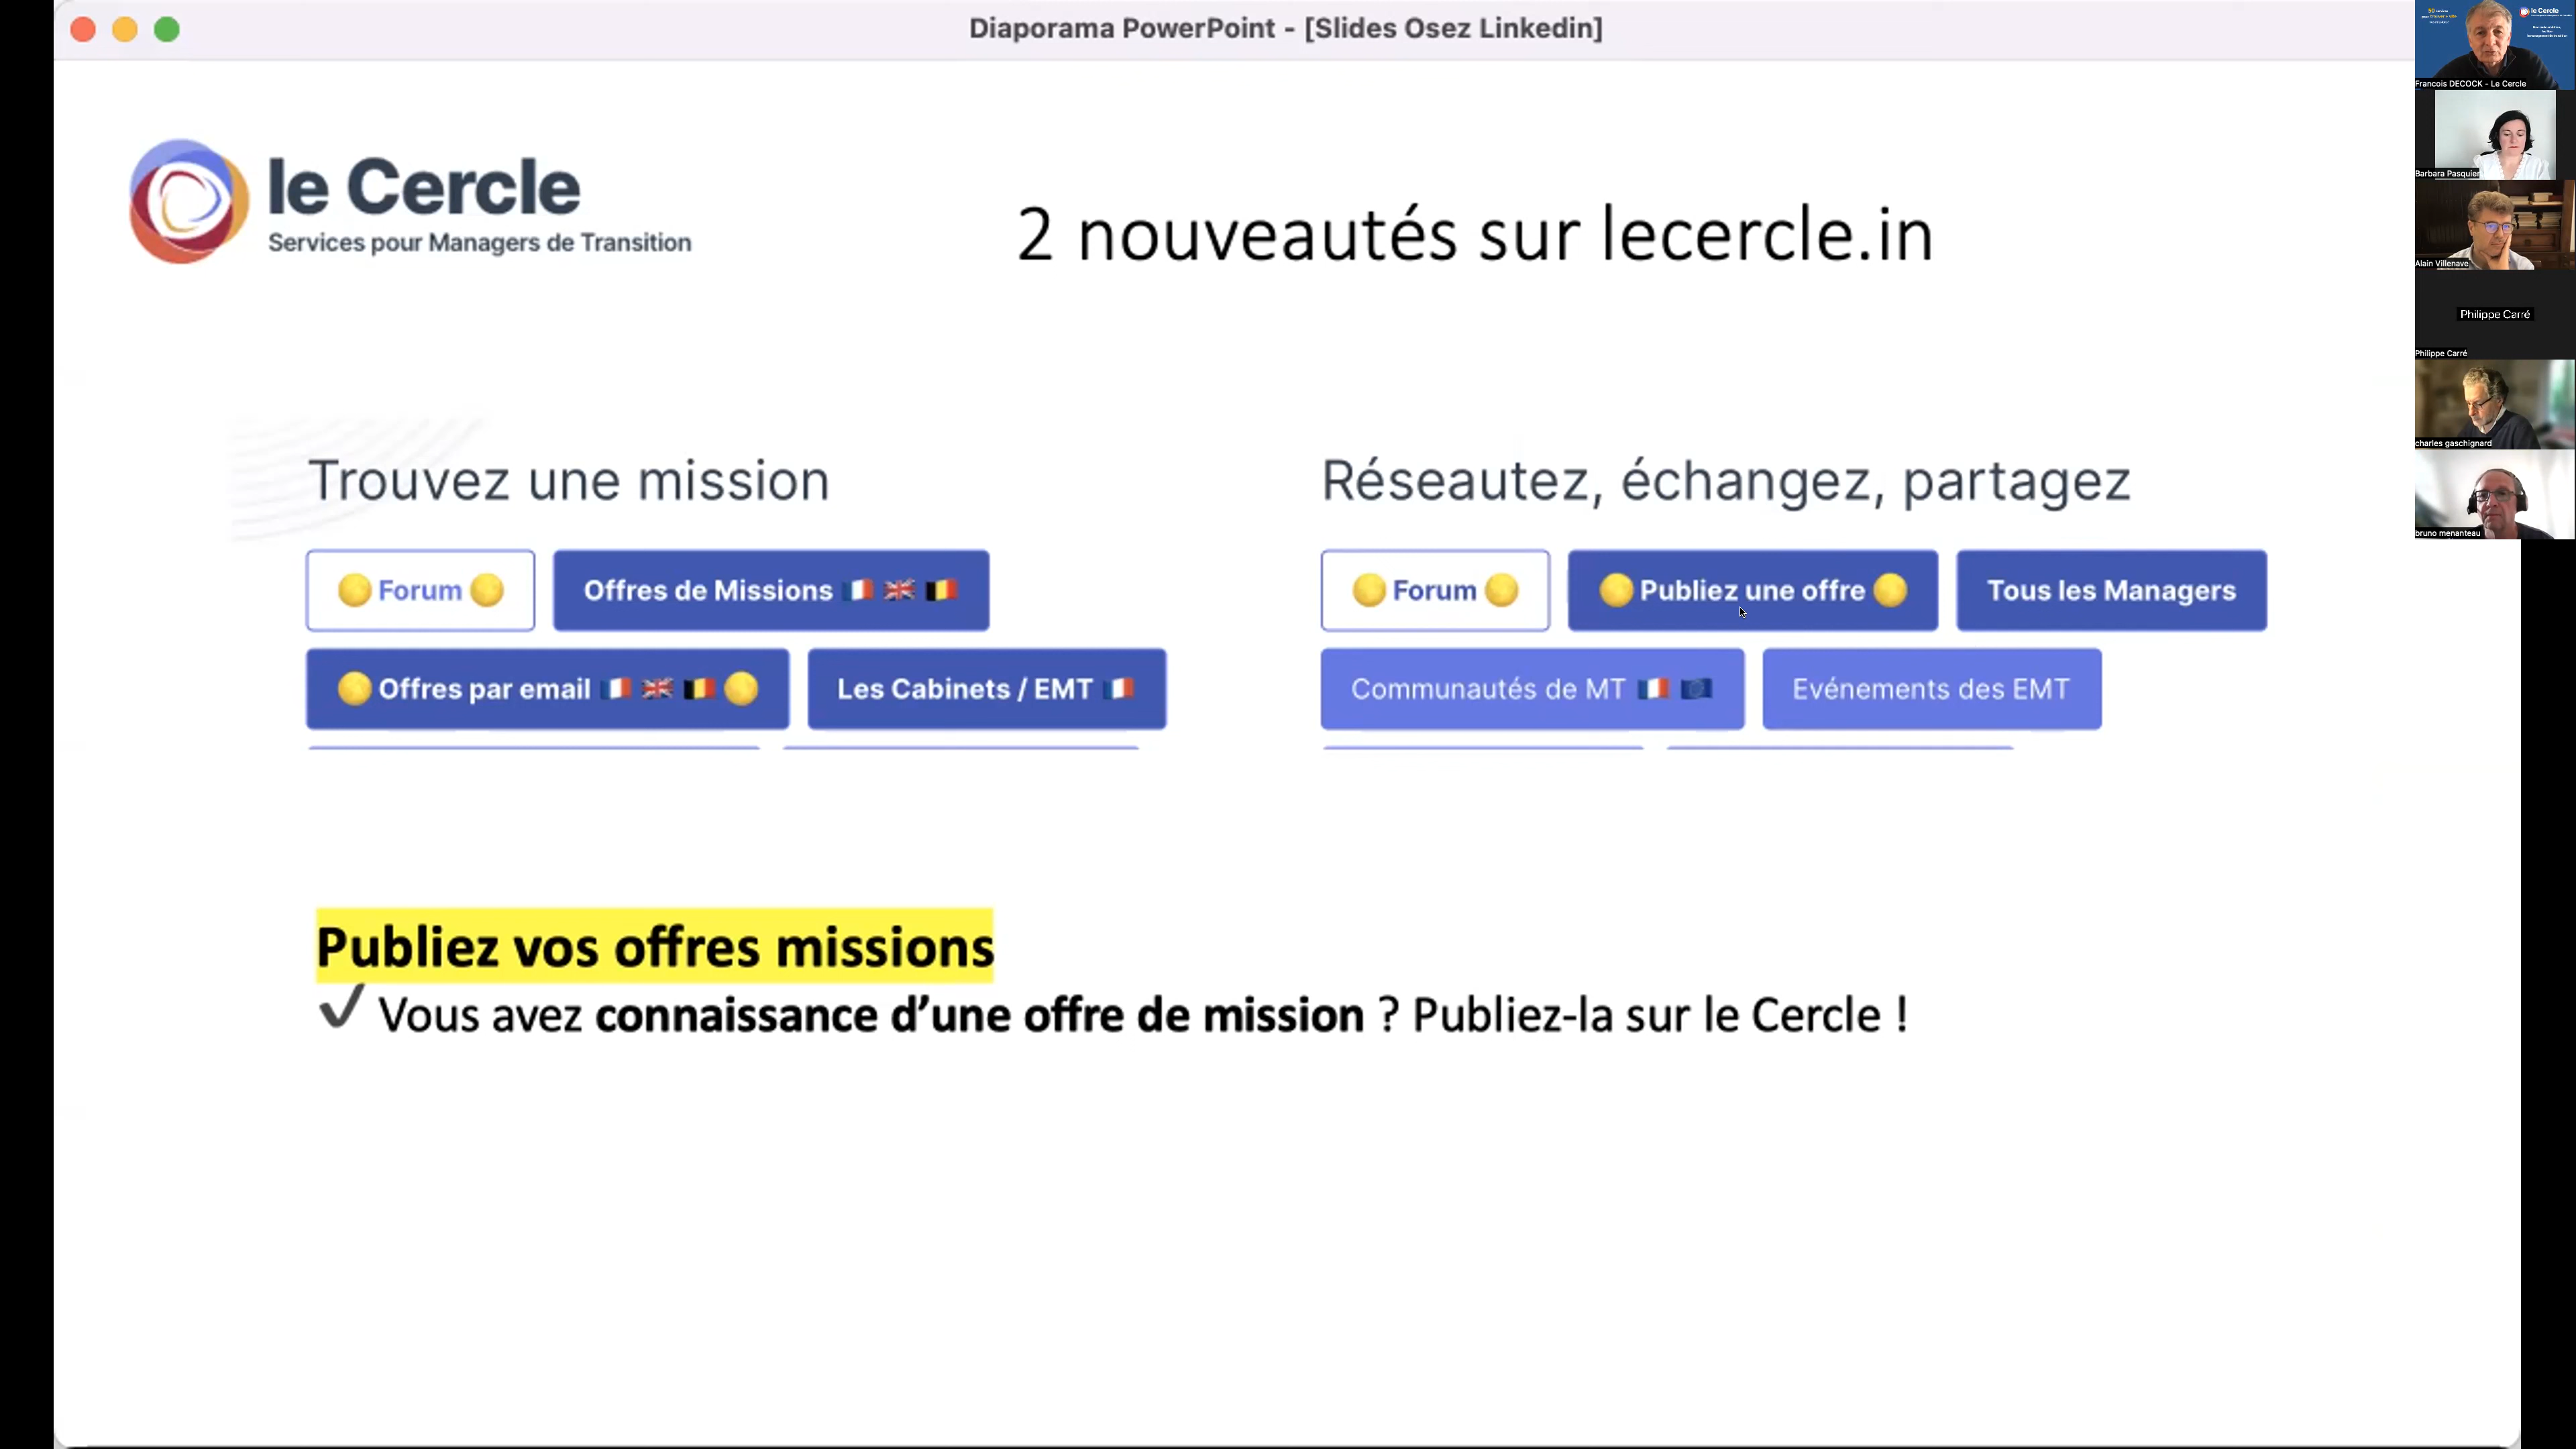 Diaporama PowerPoint - [Slides Osez Linkedin]
le Cercle
Services pour Managers de Transition
2 nouveautés sur lecercle.in
Trouvez une mission
Forum
Offres de Missions
Offres par email
Les Cabinets / EMT
Réseautez, échangez, partagez
Forum
Publiez une offre
Tous les Managers
Communautés de MT
Evénements des EMT
Publiez vos offres missions
✓ Vous avez connaissance d’une offre de mission ? Publiez-la sur le Cercle !
le Cercle
Francois DECOCK - Le Cercle
Barbara Pasquier
Alain Villenave
Philippe Carré
Philippe Carré
charles gaschignard
bruno menanteau